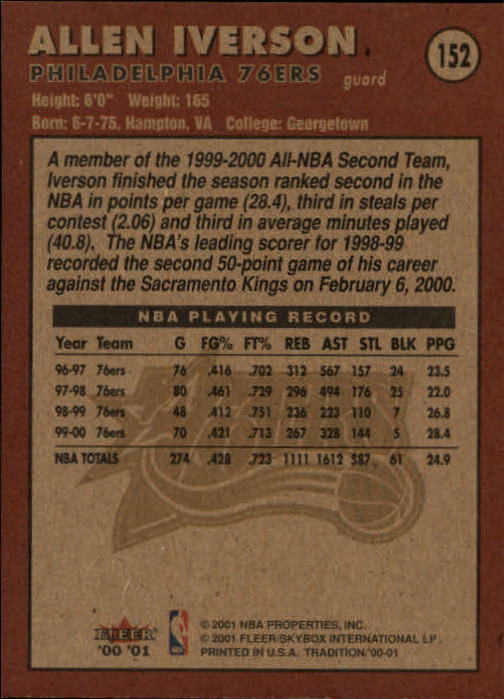 ALLEN IVERSON
152
PHILADELPHIA 76ERS guard
Height: 6'0" Weight: 165
Born: 6-7-75, Hampton, VA College: Georgetown
A member of the 1999-2000 All-NBA Second Team,
Iverson finished the season ranked second in the
NBA in points per game (28.4), third in steals per
contest (2.06) and third in average minutes played
(40.8). The NBA's leading scorer for 1998-99
recorded the second 50-point game of his career
against the Sacramento Kings on February 6, 2000.
NBA PLAYING RECORD
Year Team G FG% FT% REB AST STL BLK PPG
96-97 76ers 76 .416 .702 312 567 157 24 23.5
97-98 76ers 80 .461 .729 296 494 176 25 22.0
98-99 76ers 48 .412 .751 236 223 110 7 26.8
99-00 76ers 70 .421 .713 267 328 144 5 28.4
NBA TOTALS 274 .428 .723 1111 1612 587 61 24.9
FLEER
'00 '01
© 2001 NBA PROPERTIES, INC.
© 2001 FLEER/SKYBOX INTERNATIONAL LP
PRINTED IN U.S.A. TRADITION/'00-01